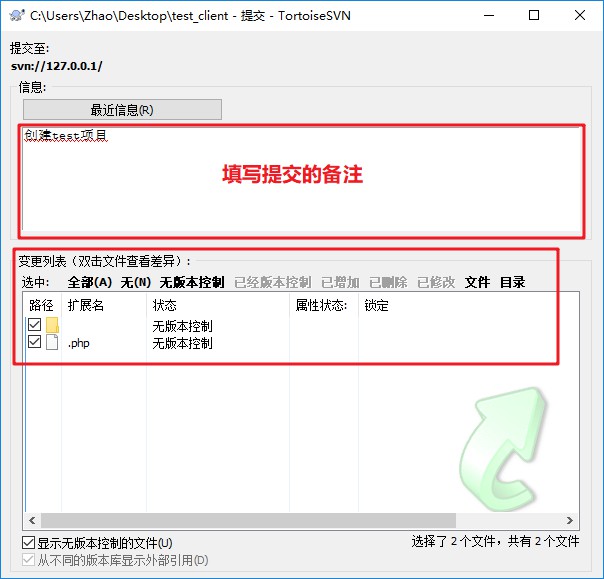 C:\Users\Zhao\Desktop\test_client - 提交 - TortoiseSVN
提交至:
svn://127.0.0.1/
信息:
最近信息(R)
创建test项目
填写提交的备注
变更列表（双击文件查看差异）:
选中: 全部(A) 无(N) 无版本控制 已经版本控制 已增加 已删除 已修改 文件 目录
路径 扩展名 状态 属性状态: 锁定
无版本控制
.php 无版本控制
显示无版本控制的文件(U) 选择了 2 个文件，共有 2 个文件
从不同的版本库显示外部引用(D)